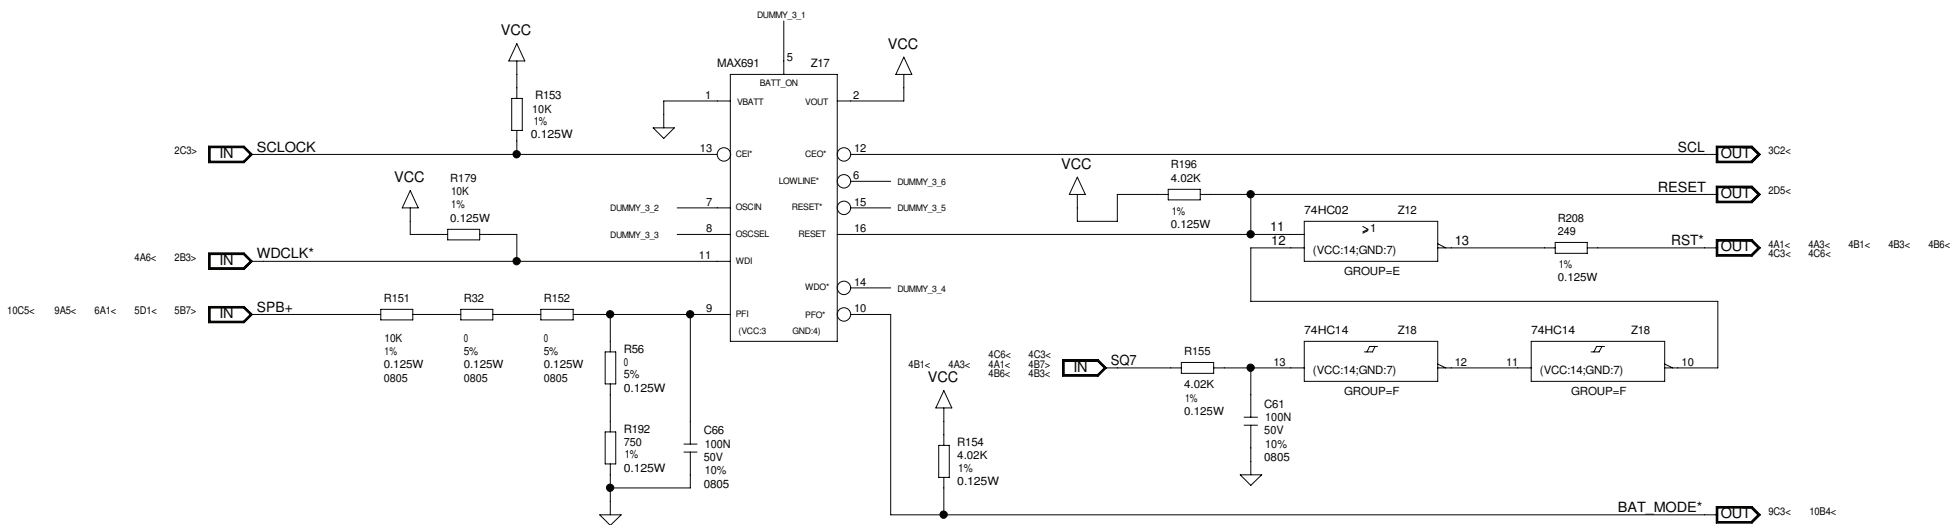 DUMMY_3_1
VCC
VCC
5
MAX691
Z17
BATT_ON
R153
10K
1%
0.125W
1
VBATT
VOUT
2
2C3>
IN
SCLOCK
13
CEI*
CEO*
12
SCL
OUT
3C2<
R179
10K
1%
0.125W
VCC
LOWLINE*
6
DUMMY_3_6
VCC
R196
4.02K
1%
0.125W
RESET
OUT
2D5<
DUMMY_3_2
7
OSCIN
RESET*
15
DUMMY_3_5
DUMMY_3_3
8
OSCSEL
RESET
16
74HC02
Z12
11
12
>1
(VCC:14;GND:7)
13
GROUP=E
R208
249
1%
0.125W
RST*
OUT
4A1< 4A3< 4B1< 4B3< 4B6<
4C3< 4C6<
4A6< 2B3>
IN
WDCLK*
11
WDI
WDO*
14
DUMMY_3_4
10C5< 9A5< 6A1< 5D1< 5B7>
IN
SPB+
R151
10K
1%
0.125W
0805
R32
0
5%
0.125W
0805
R152
0
5%
0.125W
0805
9
PFI
PFO*
10
(VCC:3 GND:4)
R56
0
5%
0.125W
R192
750
1%
0.125W
C66
100N
50V
10%
0805
4C6< 4C3<
4B1< 4A3< 4A1< 4B7>
4B6< 4B3<
IN
SQ7
R155
4.02K
1%
0.125W
74HC14
Z18
13
(VCC:14;GND:7)
12
GROUP=F
74HC14
Z18
11
(VCC:14;GND:7)
10
GROUP=F
C61
100N
50V
10%
0805
VCC
R154
4.02K
1%
0.125W
BAT_MODE*
OUT
9C3< 10B4<